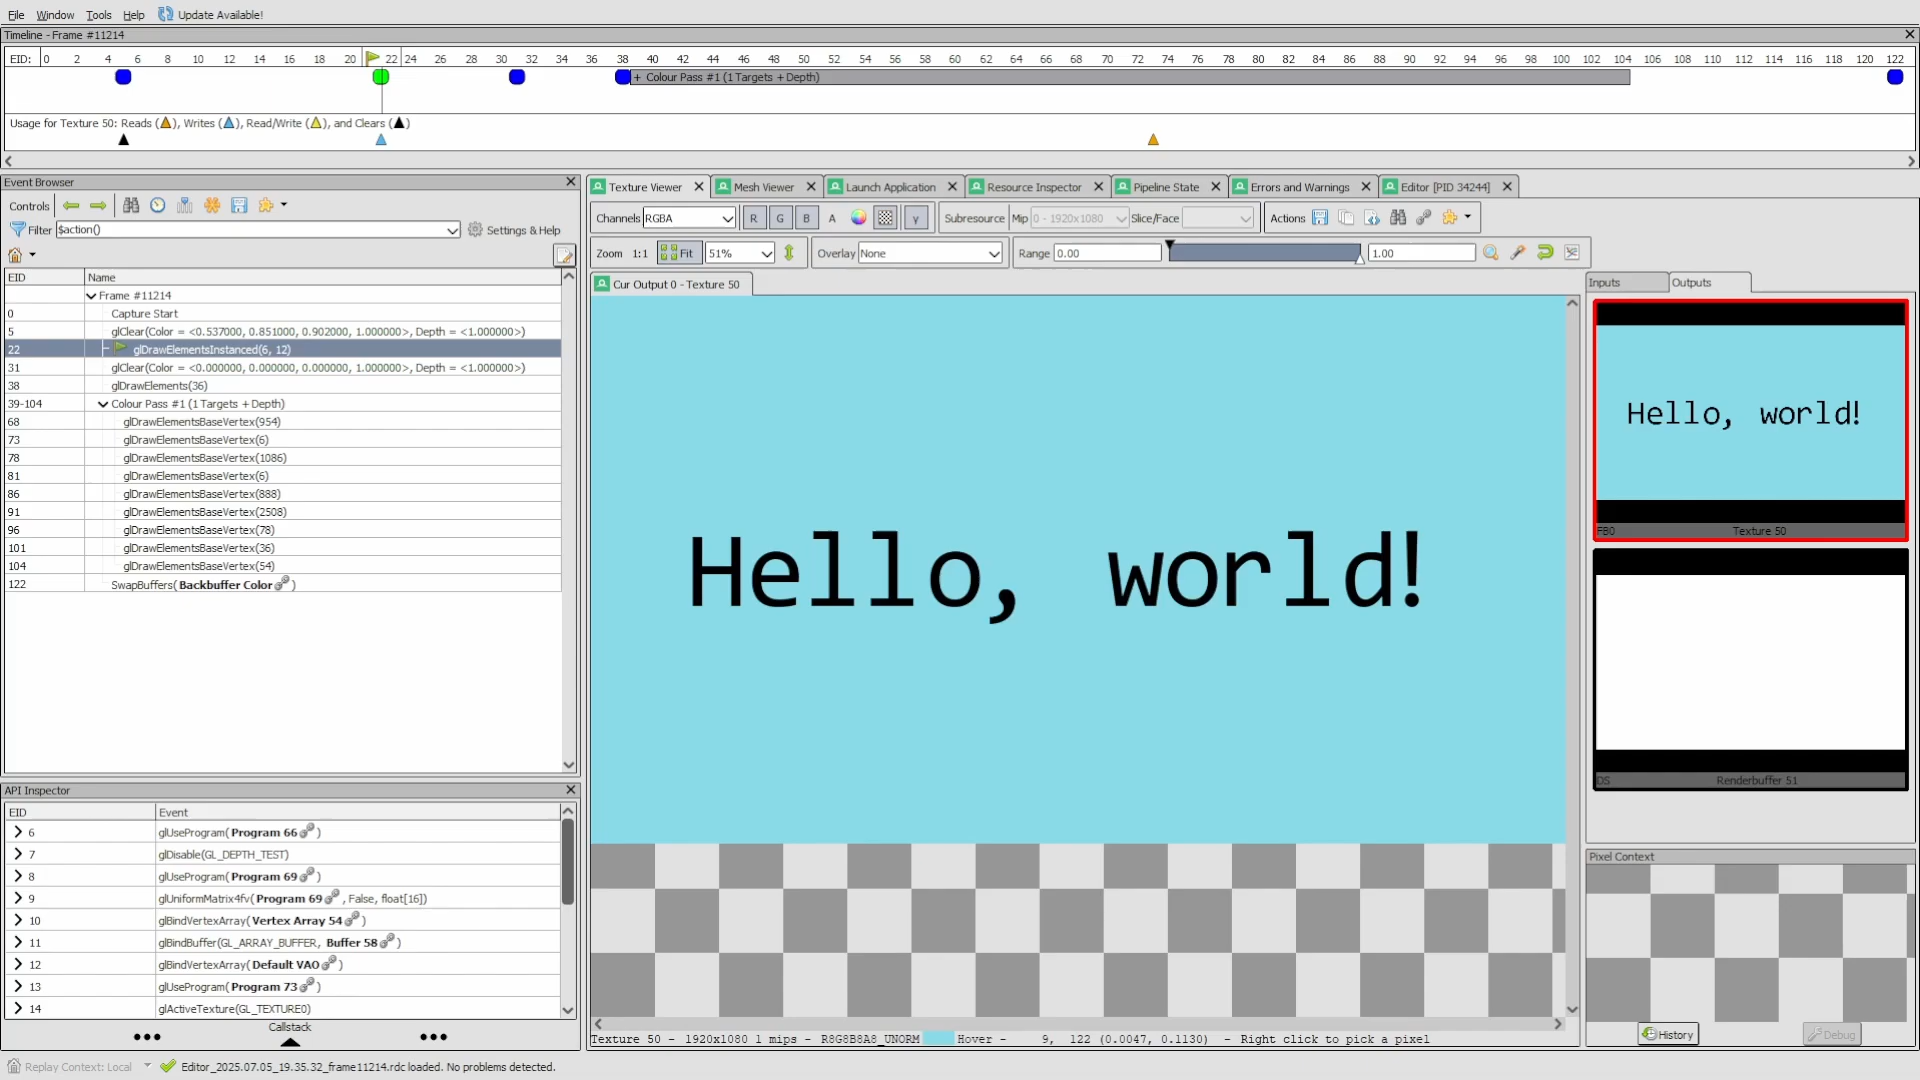 File Window Tools Help Update Available!
Timeline - Frame #11214
EID: 0 2 4 6 8 10 12 14 16 18 20 22 24 26 28 30 32 34 36 38 40 42 44 46 48 50 52 54 56 58 60 62 64 66 68 70 72 74 76 78 80 82 84 86 88 90 92 94 96 98 100 102 104 106 108 110 112 114 116 118 120 122
+ Colour Pass #1 (1 Targets + Depth)
Usage for Texture 50: Reads ( ), Writes ( ), Read/Write ( ), and Clears ( )
Event Browser
Controls
Filter $action() Settings & Help
EID Name
Frame #11214
0 Capture Start
5 glClear(Color = <0.537000, 0.851000, 0.902000, 1.000000>, Depth = <1.000000>)
22 glDrawElementsInstanced(6, 12)
31 glClear(Color = <0.000000, 0.000000, 0.000000, 1.000000>, Depth = <1.000000>)
38 glDrawElements(36)
39-104 Colour Pass #1 (1 Targets + Depth)
68 glDrawElementsBaseVertex(954)
73 glDrawElementsBaseVertex(6)
78 glDrawElementsBaseVertex(1086)
81 glDrawElementsBaseVertex(6)
86 glDrawElementsBaseVertex(888)
91 glDrawElementsBaseVertex(2508)
96 glDrawElementsBaseVertex(78)
101 glDrawElementsBaseVertex(36)
104 glDrawElementsBaseVertex(54)
122 SwapBuffers( Backbuffer Color )
API Inspector
EID Event
6 glUseProgram( Program 66 )
7 glDisable(GL_DEPTH_TEST)
8 glUseProgram( Program 69 )
9 glUniformMatrix4fv( Program 69 , False, float[16])
10 glBindVertexArray( Vertex Array 54 )
11 glBindBuffer(GL_ARRAY_BUFFER, Buffer 58 )
12 glBindVertexArray( Default VAO )
13 glUseProgram( Program 73 )
14 glActiveTexture(GL_TEXTURE0)
Callstack
Texture Viewer Mesh Viewer Launch Application Resource Inspector Pipeline State Errors and Warnings Editor [PID 34244]
Channels RGBA R G B A γ Subresource Mip 0 - 1920x1080 Slice/Face Actions
Zoom 1:1 Fit 51% Overlay None Range 0.00 1.00
Cur Output 0 - Texture 50
Hello, world!
Texture 50 - 1920x1080 1 mips - R8G8B8A8_UNORM Hover - 9, 122 (0.0047, 0.1130) - Right click to pick a pixel
Inputs Outputs
Hello, world!
FB0 Texture 50
DS Renderbuffer 51
Pixel Context
History Debug
Replay Context: Local Editor_2025.07.05_19.35.32_frame11214.rdc loaded. No problems detected.